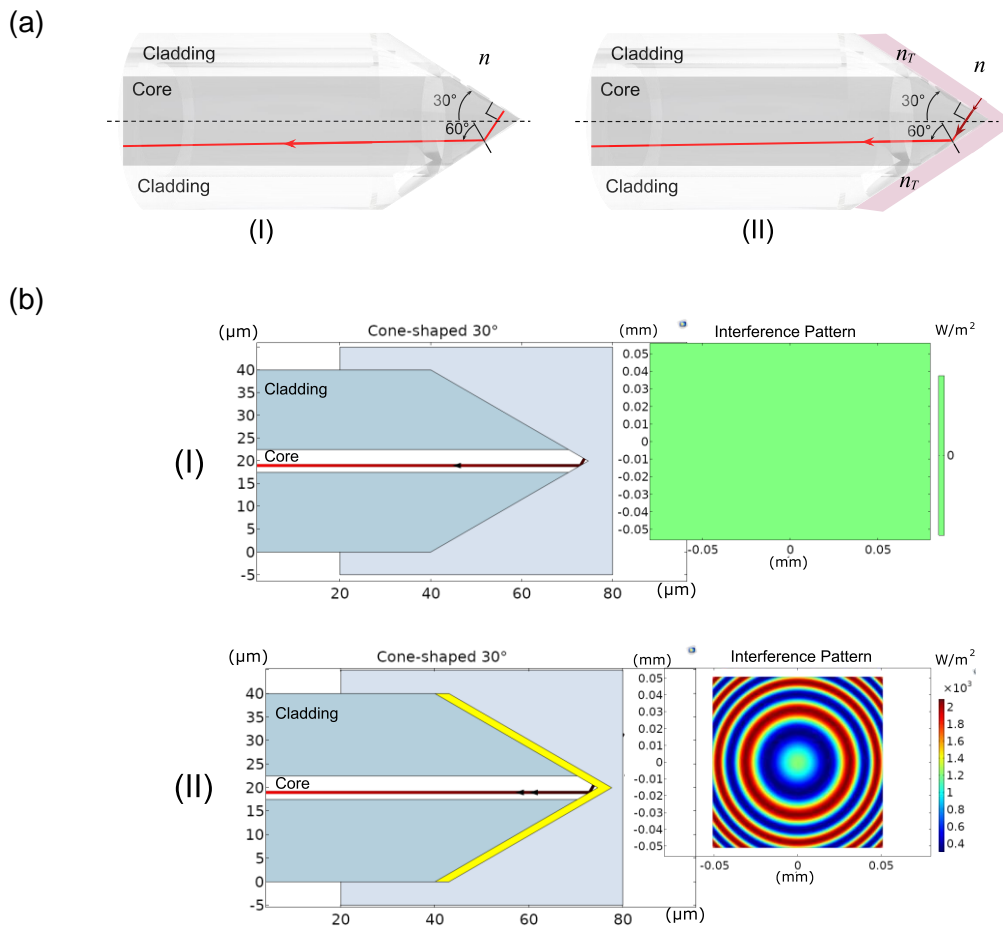 (a)
Cladding
Core
Cladding
n
30°
60°
(I)
Cladding
Core
Cladding
n_T
n
30°
60°
n_T
(II)
(b)
(I)
(µm)
Cone-shaped 30°
Cladding
Core
40
35
30
25
20
15
10
5
0
-5
20
40
60
80
(µm)
(mm)
Interference Pattern
W/m²
0.05
0.04
0.03
0.02
0.01
0
-0.01
-0.02
-0.03
-0.04
-0.05
-0.05
0
0.05
(mm)
0
(II)
(µm)
Cone-shaped 30°
Cladding
Core
40
35
30
25
20
15
10
5
0
-5
20
40
60
80
(µm)
(mm)
Interference Pattern
W/m²
×10³
0.05
0.04
0.03
0.02
0.01
0
-0.01
-0.02
-0.03
-0.04
-0.05
-0.05
0
0.05
(mm)
2
1.8
1.6
1.4
1.2
1
0.8
0.6
0.4